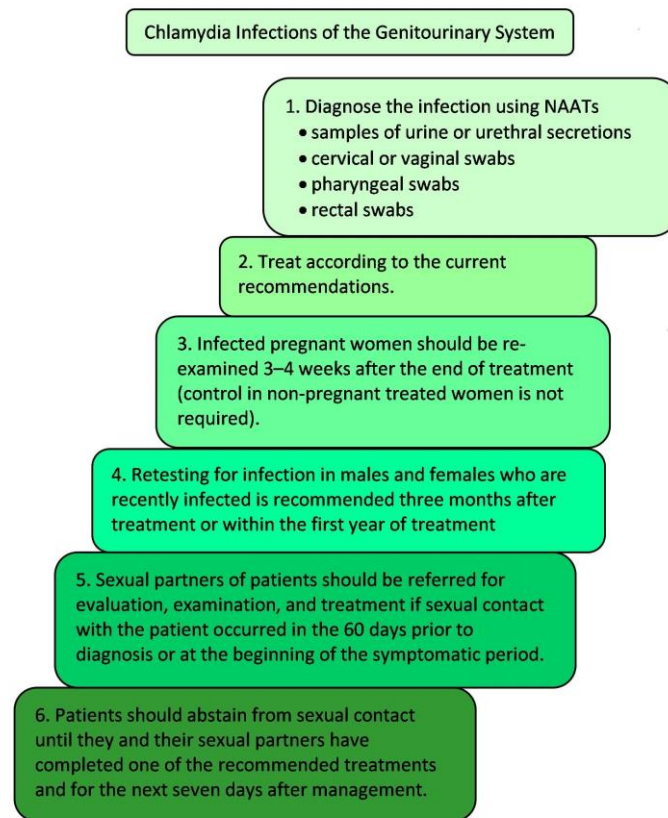 Chlamydia Infections of the Genitourinary System
1. Diagnose the infection using NAATs
• samples of urine or urethral secretions
• cervical or vaginal swabs
• pharyngeal swabs
• rectal swabs
2. Treat according to the current
recommendations.
3. Infected pregnant women should be re-
examined 3–4 weeks after the end of treatment
(control in non-pregnant treated women is not
required).
4. Retesting for infection in males and females who are
recently infected is recommended three months after
treatment or within the first year of treatment
5. Sexual partners of patients should be referred for
evaluation, examination, and treatment if sexual contact
with the patient occurred in the 60 days prior to
diagnosis or at the beginning of the symptomatic period.
6. Patients should abstain from sexual contact
until they and their sexual partners have
completed one of the recommended treatments
and for the next seven days after management.